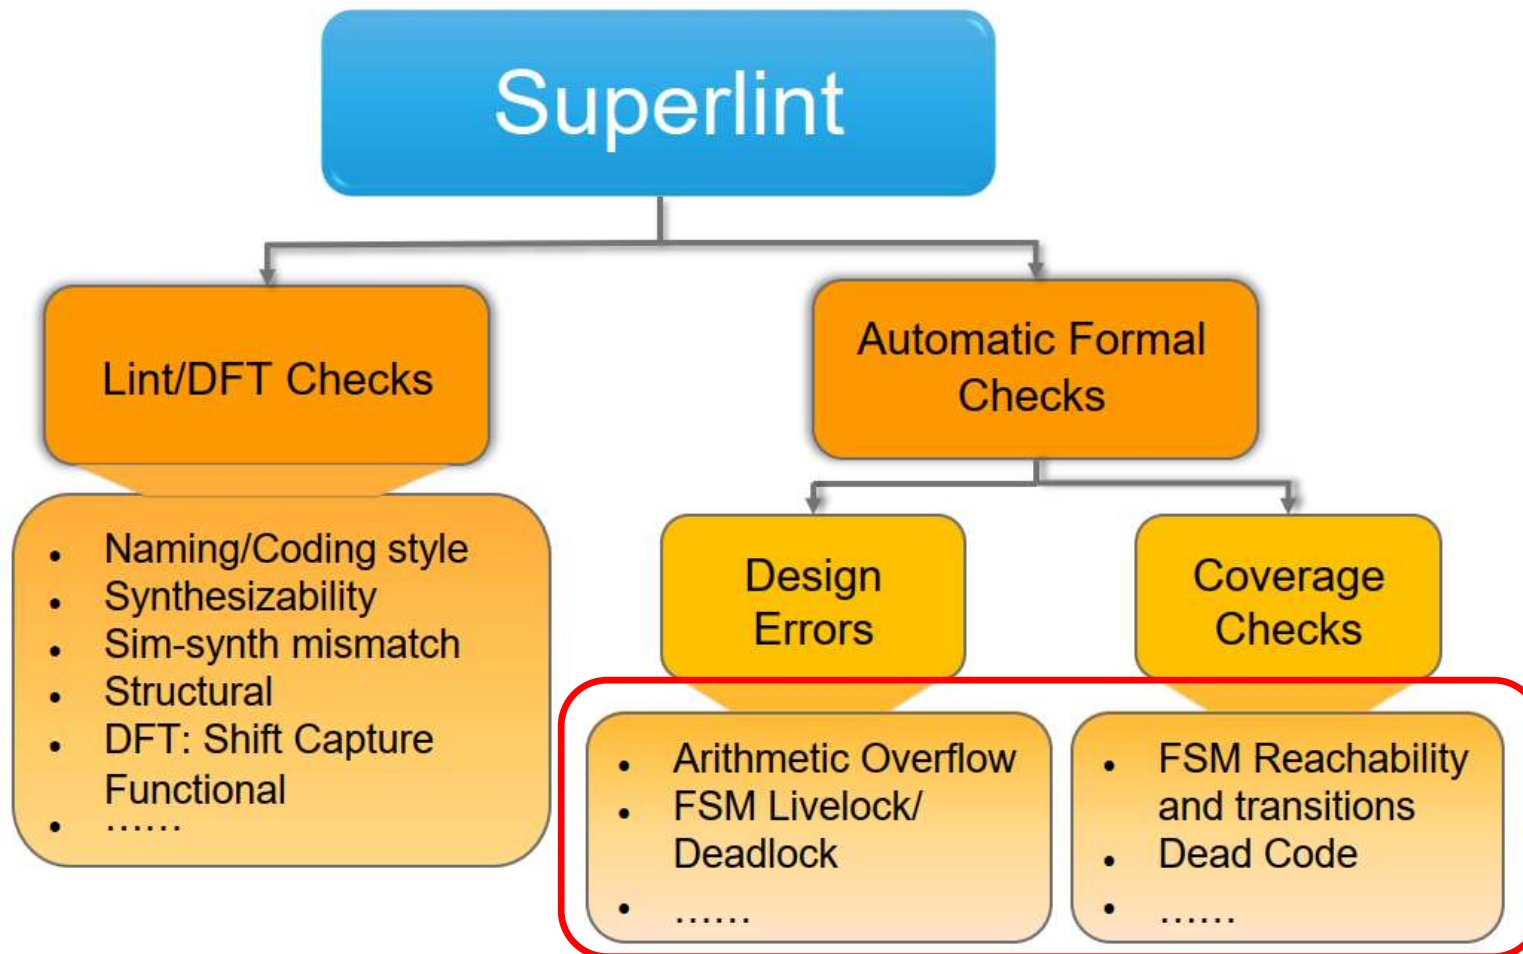 Superlint
Lint/DFT Checks
Automatic Formal
Checks
• Naming/Coding style
• Synthesizability
• Sim-synth mismatch
• Structural
• DFT: Shift Capture
Functional
• ......
Design
Errors
Coverage
Checks
• Arithmetic Overflow
• FSM Livelock/
Deadlock
• ......
• FSM Reachability
and transitions
• Dead Code
• ......